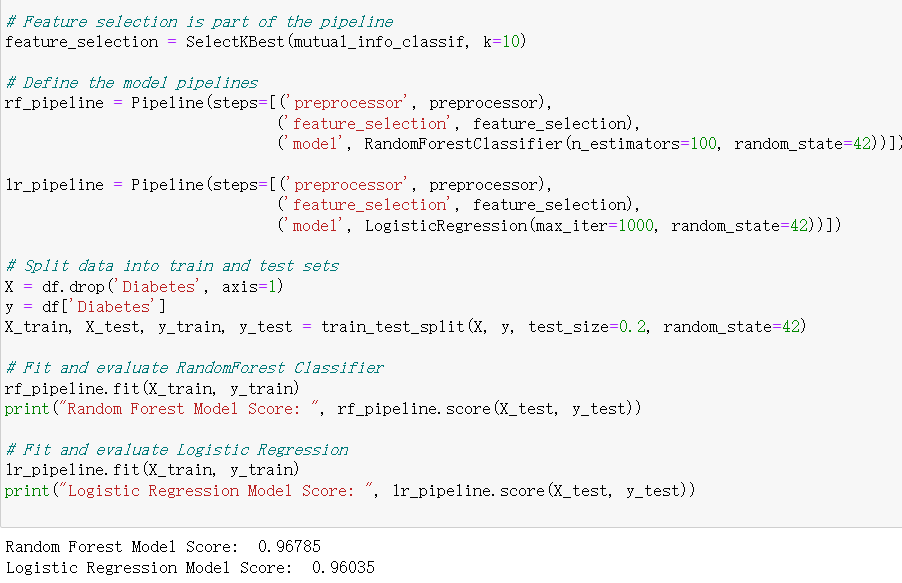 # Feature selection is part of the pipeline
feature_selection = SelectKBest(mutual_info_classif, k=10)
# Define the model pipelines
rf_pipeline = Pipeline(steps=[('preprocessor', preprocessor),
('feature_selection', feature_selection),
('model', RandomForestClassifier(n_estimators=100, random_state=42))])
lr_pipeline = Pipeline(steps=[('preprocessor', preprocessor),
('feature_selection', feature_selection),
('model', LogisticRegression(max_iter=1000, random_state=42))])
# Split data into train and test sets
X = df.drop('Diabetes', axis=1)
y = df['Diabetes']
X_train, X_test, y_train, y_test = train_test_split(X, y, test_size=0.2, random_state=42)
# Fit and evaluate RandomForest Classifier
rf_pipeline.fit(X_train, y_train)
print("Random Forest Model Score: ", rf_pipeline.score(X_test, y_test))
# Fit and evaluate Logistic Regression
lr_pipeline.fit(X_train, y_train)
print("Logistic Regression Model Score: ", lr_pipeline.score(X_test, y_test))
Random Forest Model Score:  0.96785
Logistic Regression Model Score:  0.96035